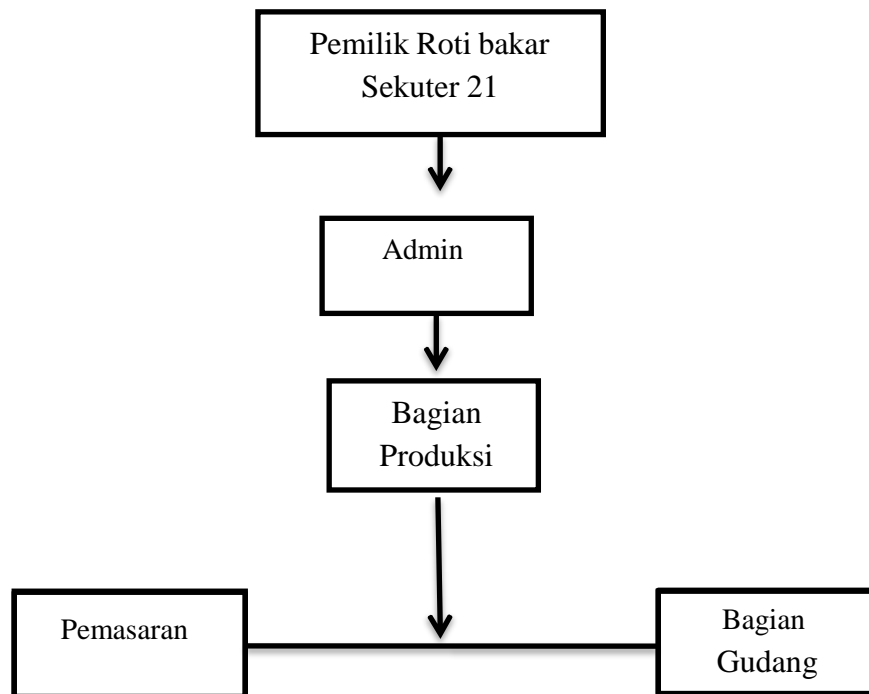 Pemilik Roti bakar
Sekuter 21
Admin
Bagian
Produksi
Pemasaran
Bagian
Gudang